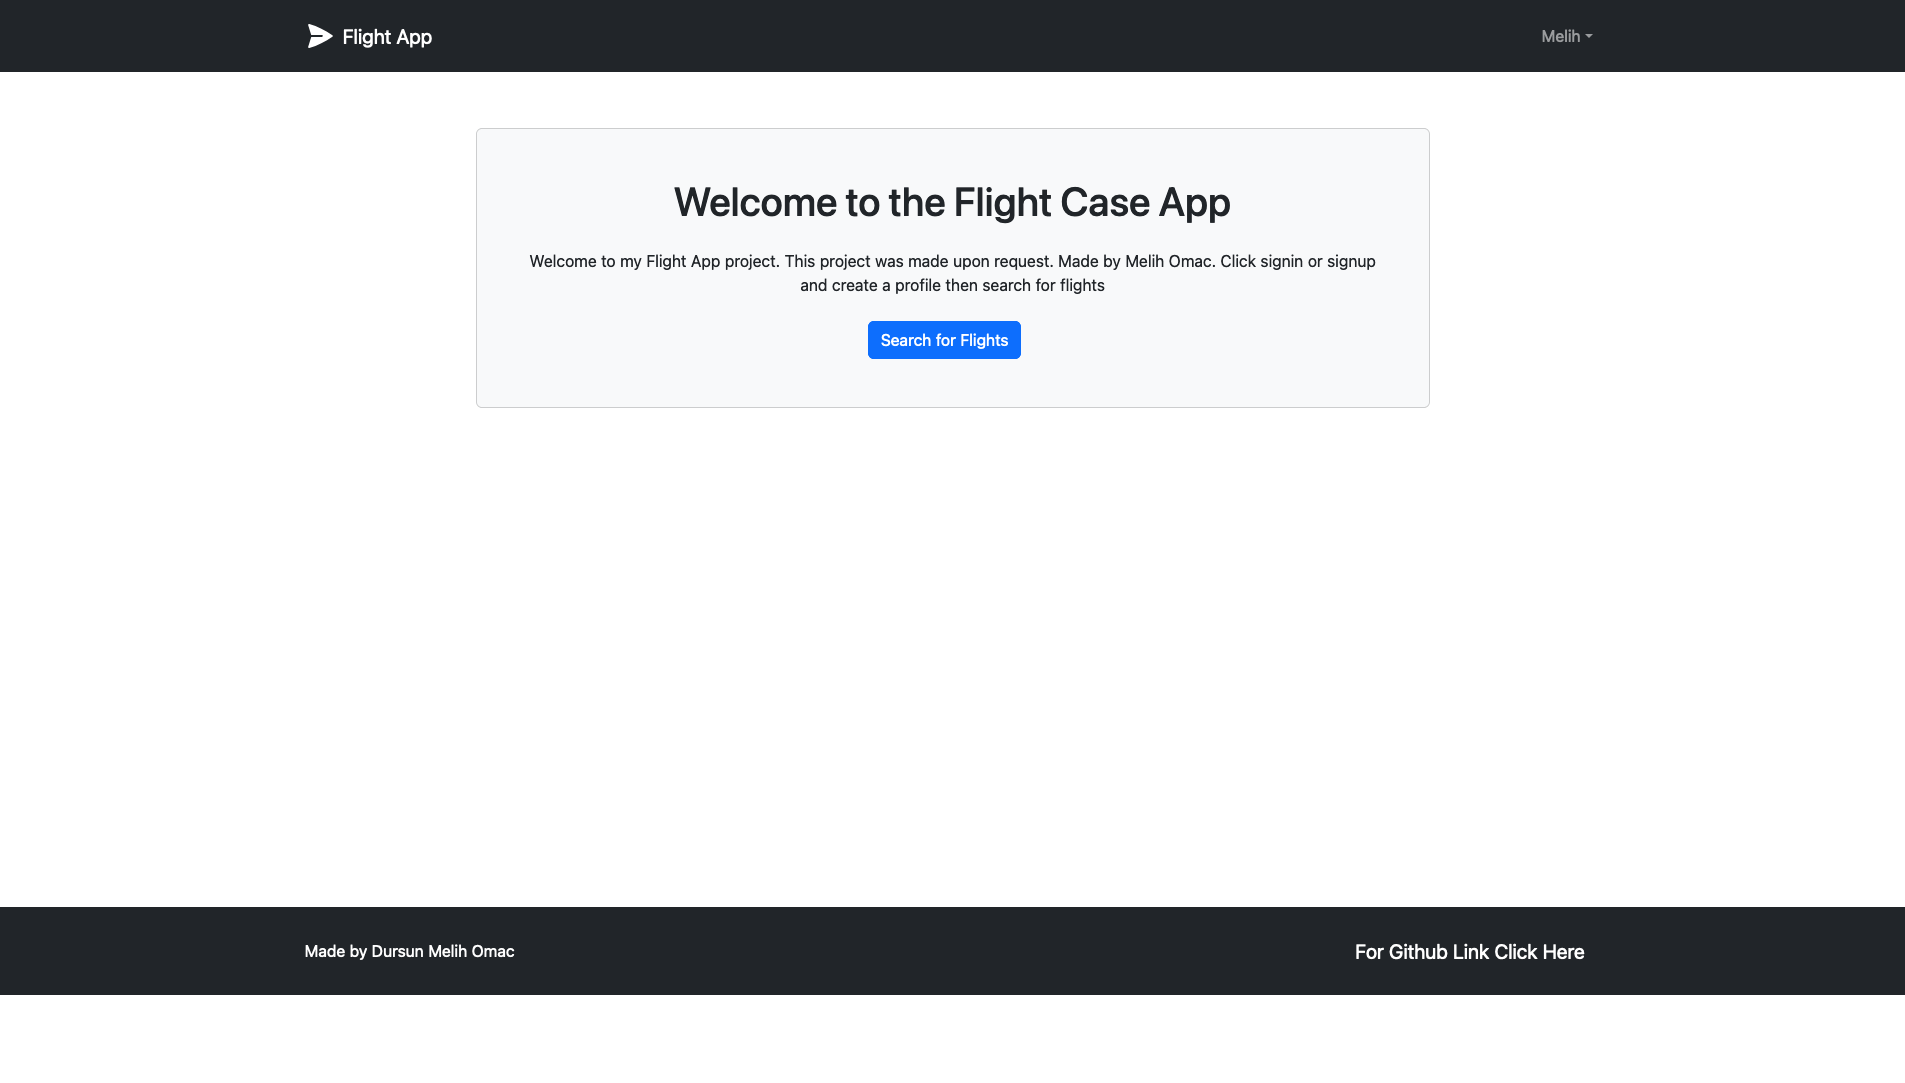 Flight App
Melih
Welcome to the Flight Case App
Welcome to my Flight App project. This project was made upon request. Made by Melih Omac. Click signin or signup
and create a profile then search for flights
Search for Flights
Made by Dursun Melih Omac
For Github Link Click Here